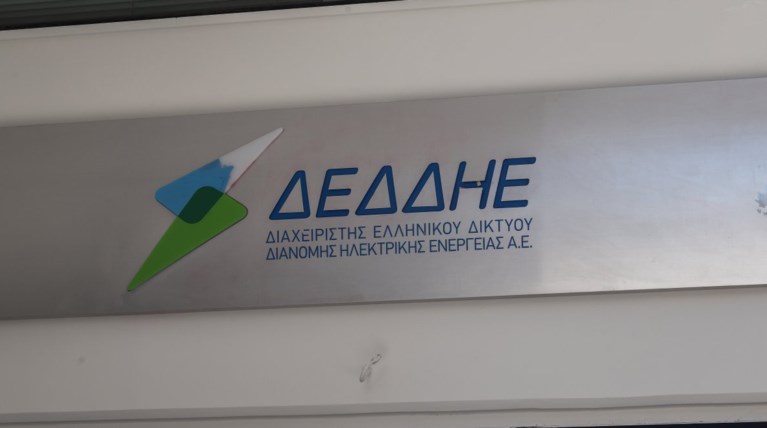 ΔΕΔΔΗΕ
ΔΙΑΧΕΙΡΙΣΤΗΣ ΕΛΛΗΝΙΚΟΥ ΔΙΚΤΥΟΥ
ΔΙΑΝΟΜΗΣ ΗΛΕΚΤΡΙΚΗΣ ΕΝΕΡΓΕΙΑΣ Α.Ε.